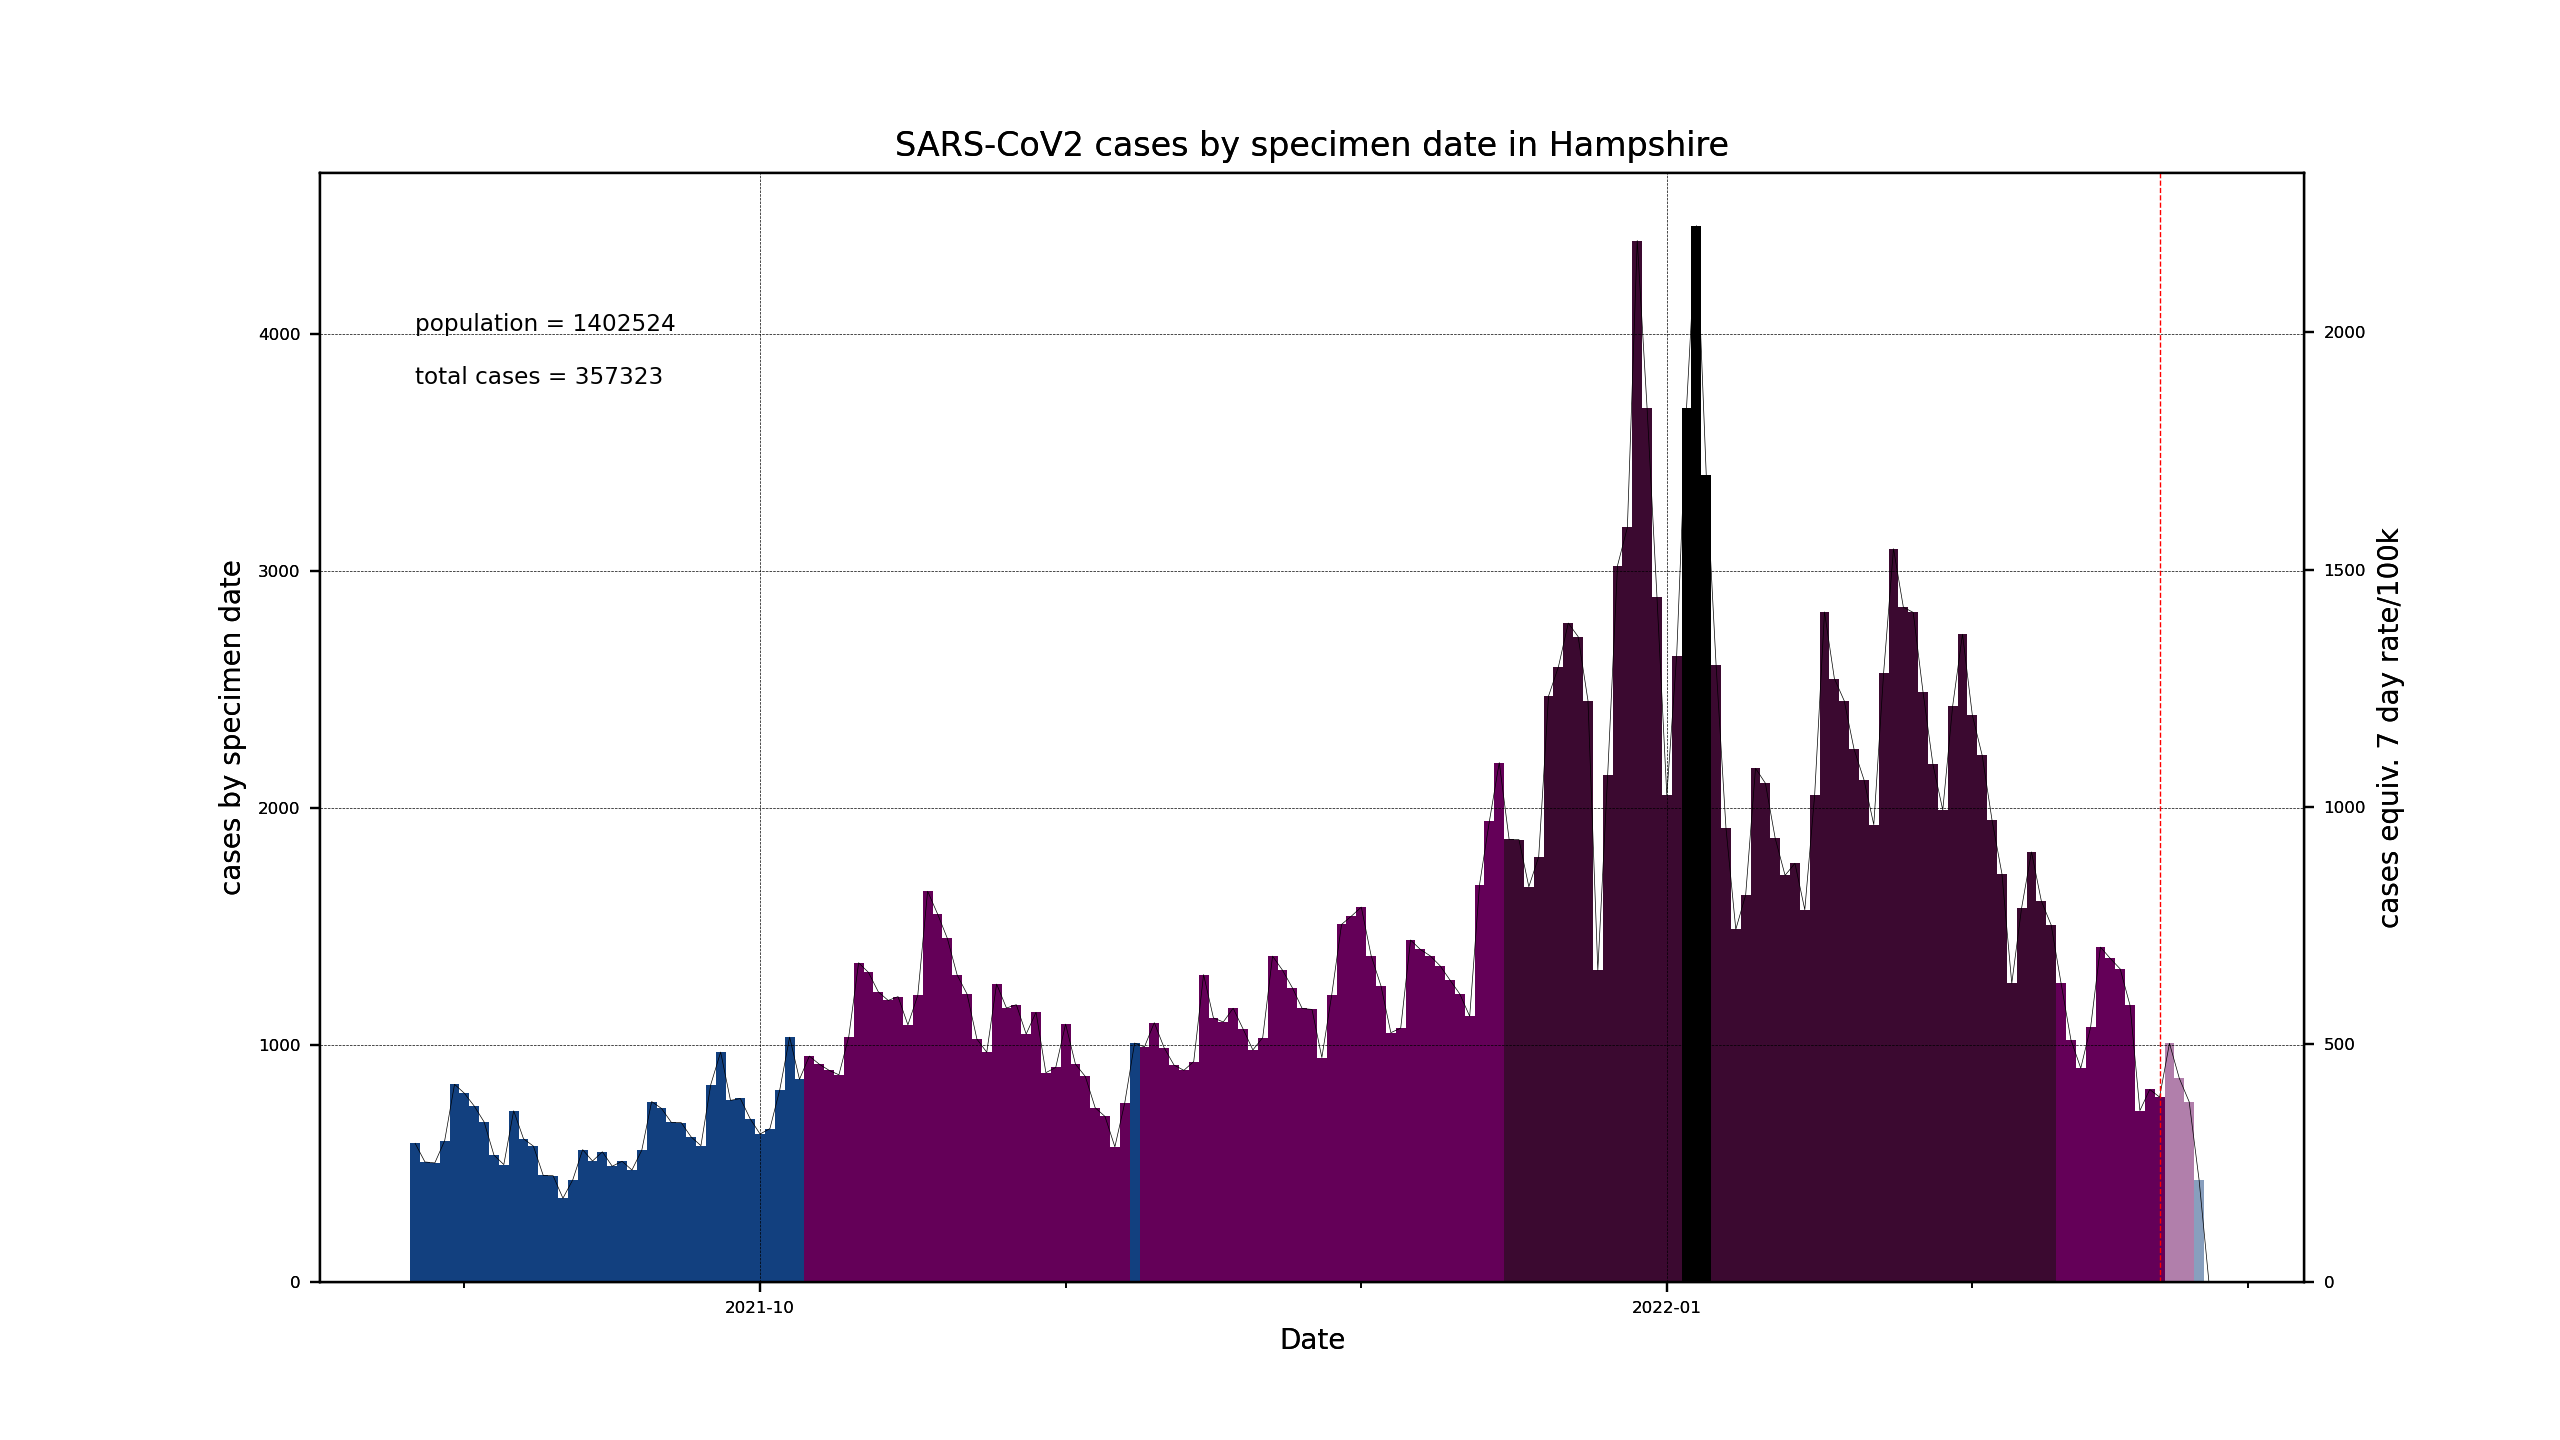 SARS-CoV2 cases by specimen date in Hampshire
population = 1402524
total cases = 357323
cases by specimen date
4000
3000
2000
1000
0
2000
1500
1000
500
0
cases equiv. 7 day rate/100k
2021-10
2022-01
Date